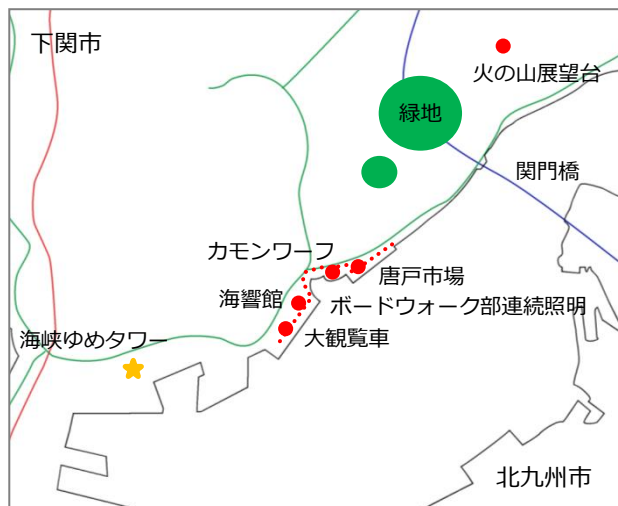 下関市
火の山展望台
緑地
関門橋
カモンワーフ
唐戸市場
海響館
ボードウォーク部連続照明
海峡ゆめタワー
大観覧車
北九州市